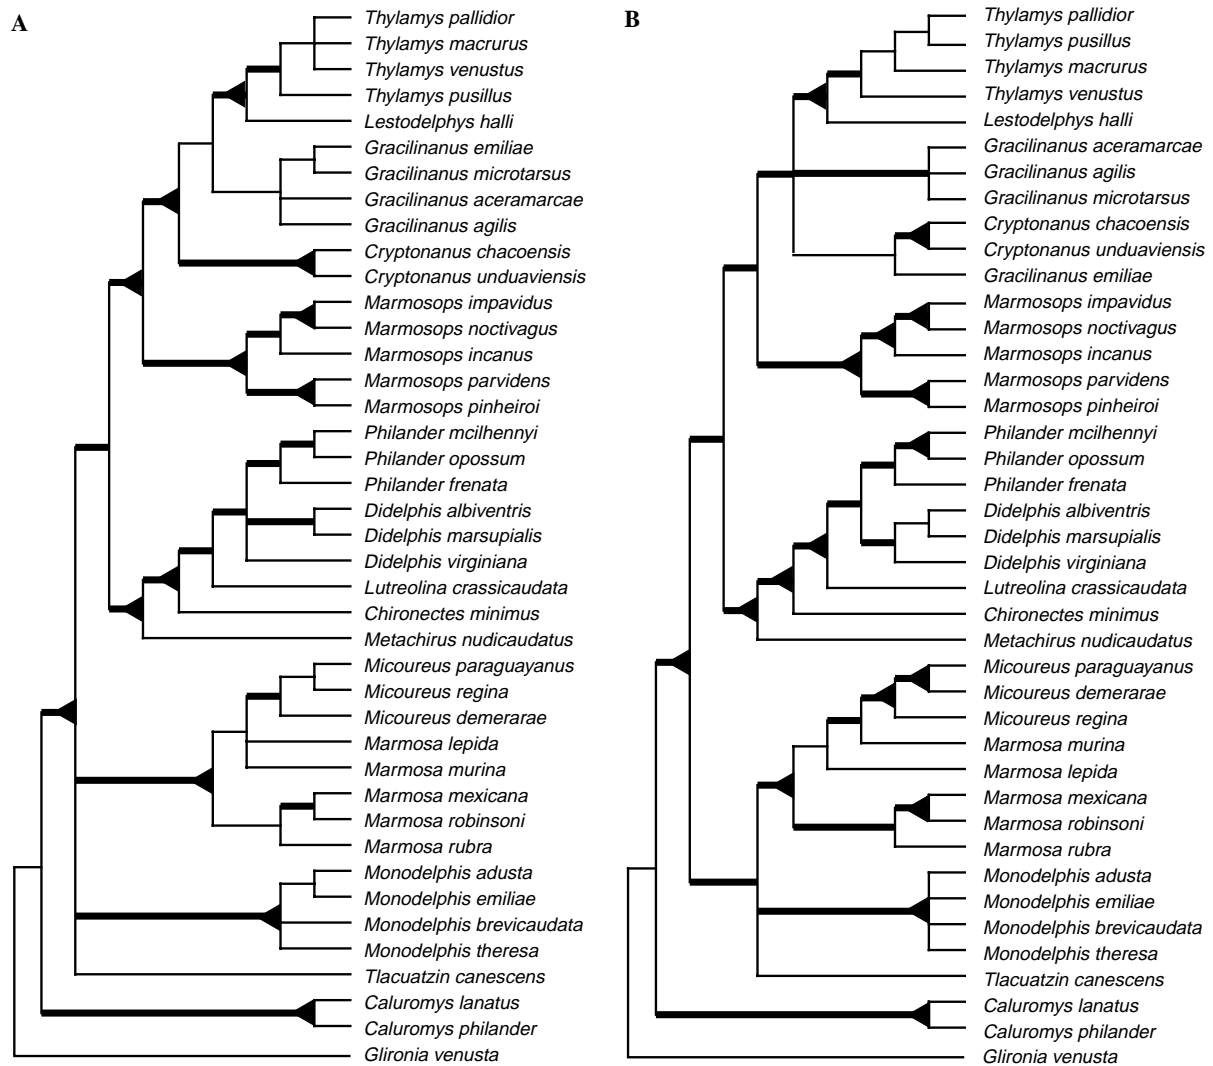 A
Thylamys pallidior
Thylamys macrurus
Thylamys venustus
Thylamys pusillus
Lestodelphys halli
Gracilinanus emiliae
Gracilinanus microtarsus
Gracilinanus aceramarcae
Gracilinanus agilis
Cryptonanus chacoensis
Cryptonanus unduaviensis
Marmosops impavidus
Marmosops noctivagus
Marmosops incanus
Marmosops parvidens
Marmosops pinheiroi
Philander mcilhennyi
Philander opossum
Philander frenata
Didelphis albiventris
Didelphis marsupialis
Didelphis virginiana
Lutreolina crassicaudata
Chironectes minimus
Metachirus nudicaudatus
Micoureus paraguayanus
Micoureus regina
Micoureus demerarae
Marmosa lepida
Marmosa murina
Marmosa mexicana
Marmosa robinsoni
Marmosa rubra
Monodelphis adusta
Monodelphis emiliae
Monodelphis brevicaudata
Monodelphis theresa
Tlacuatzin canescens
Caluromys lanatus
Caluromys philander
Glironia venusta
B
Thylamys pallidior
Thylamys pusillus
Thylamys macrurus
Thylamys venustus
Lestodelphys halli
Gracilinanus aceramarcae
Gracilinanus agilis
Gracilinanus microtarsus
Cryptonanus chacoensis
Cryptonanus unduaviensis
Gracilinanus emiliae
Marmosops impavidus
Marmosops noctivagus
Marmosops incanus
Marmosops parvidens
Marmosops pinheiroi
Philander mcilhennyi
Philander opossum
Philander frenata
Didelphis albiventris
Didelphis marsupialis
Didelphis virginiana
Lutreolina crassicaudata
Chironectes minimus
Metachirus nudicaudatus
Micoureus paraguayanus
Micoureus demerarae
Micoureus regina
Marmosa murina
Marmosa lepida
Marmosa mexicana
Marmosa robinsoni
Marmosa rubra
Monodelphis adusta
Monodelphis emiliae
Monodelphis brevicaudata
Monodelphis theresa
Tlacuatzin canescens
Caluromys lanatus
Caluromys philander
Glironia venusta